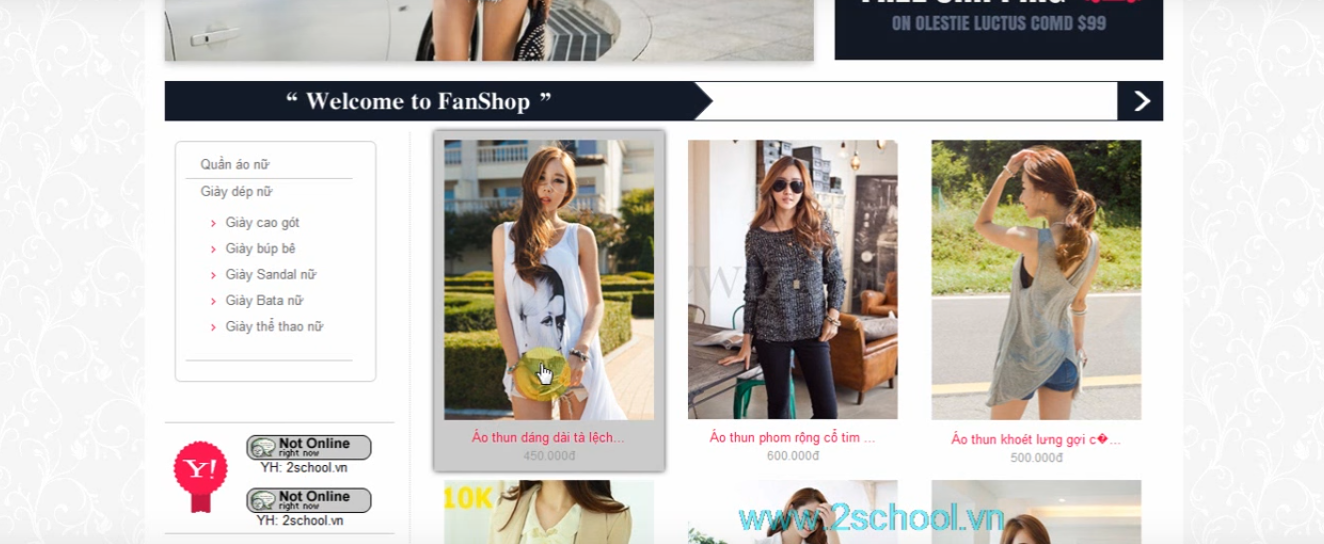 ON OLESTIE LUCTUS COMD $99
“ Welcome to FanShop ”
Quần áo nữ
Giày dép nữ
Giày cao gót
Giày búp bê
Giày Sandal nữ
Giày Bata nữ
Giày thể thao nữ
Áo thun dáng dài tà lệch...
450.000đ
Áo thun phom rộng cổ tim ...
600.000đ
Áo thun khoét lưng gợi c�...
500.000đ
Y!
Not Online
right now
YH: 2school.vn
Not Online
right now
YH: 2school.vn
10K
www.2school.vn